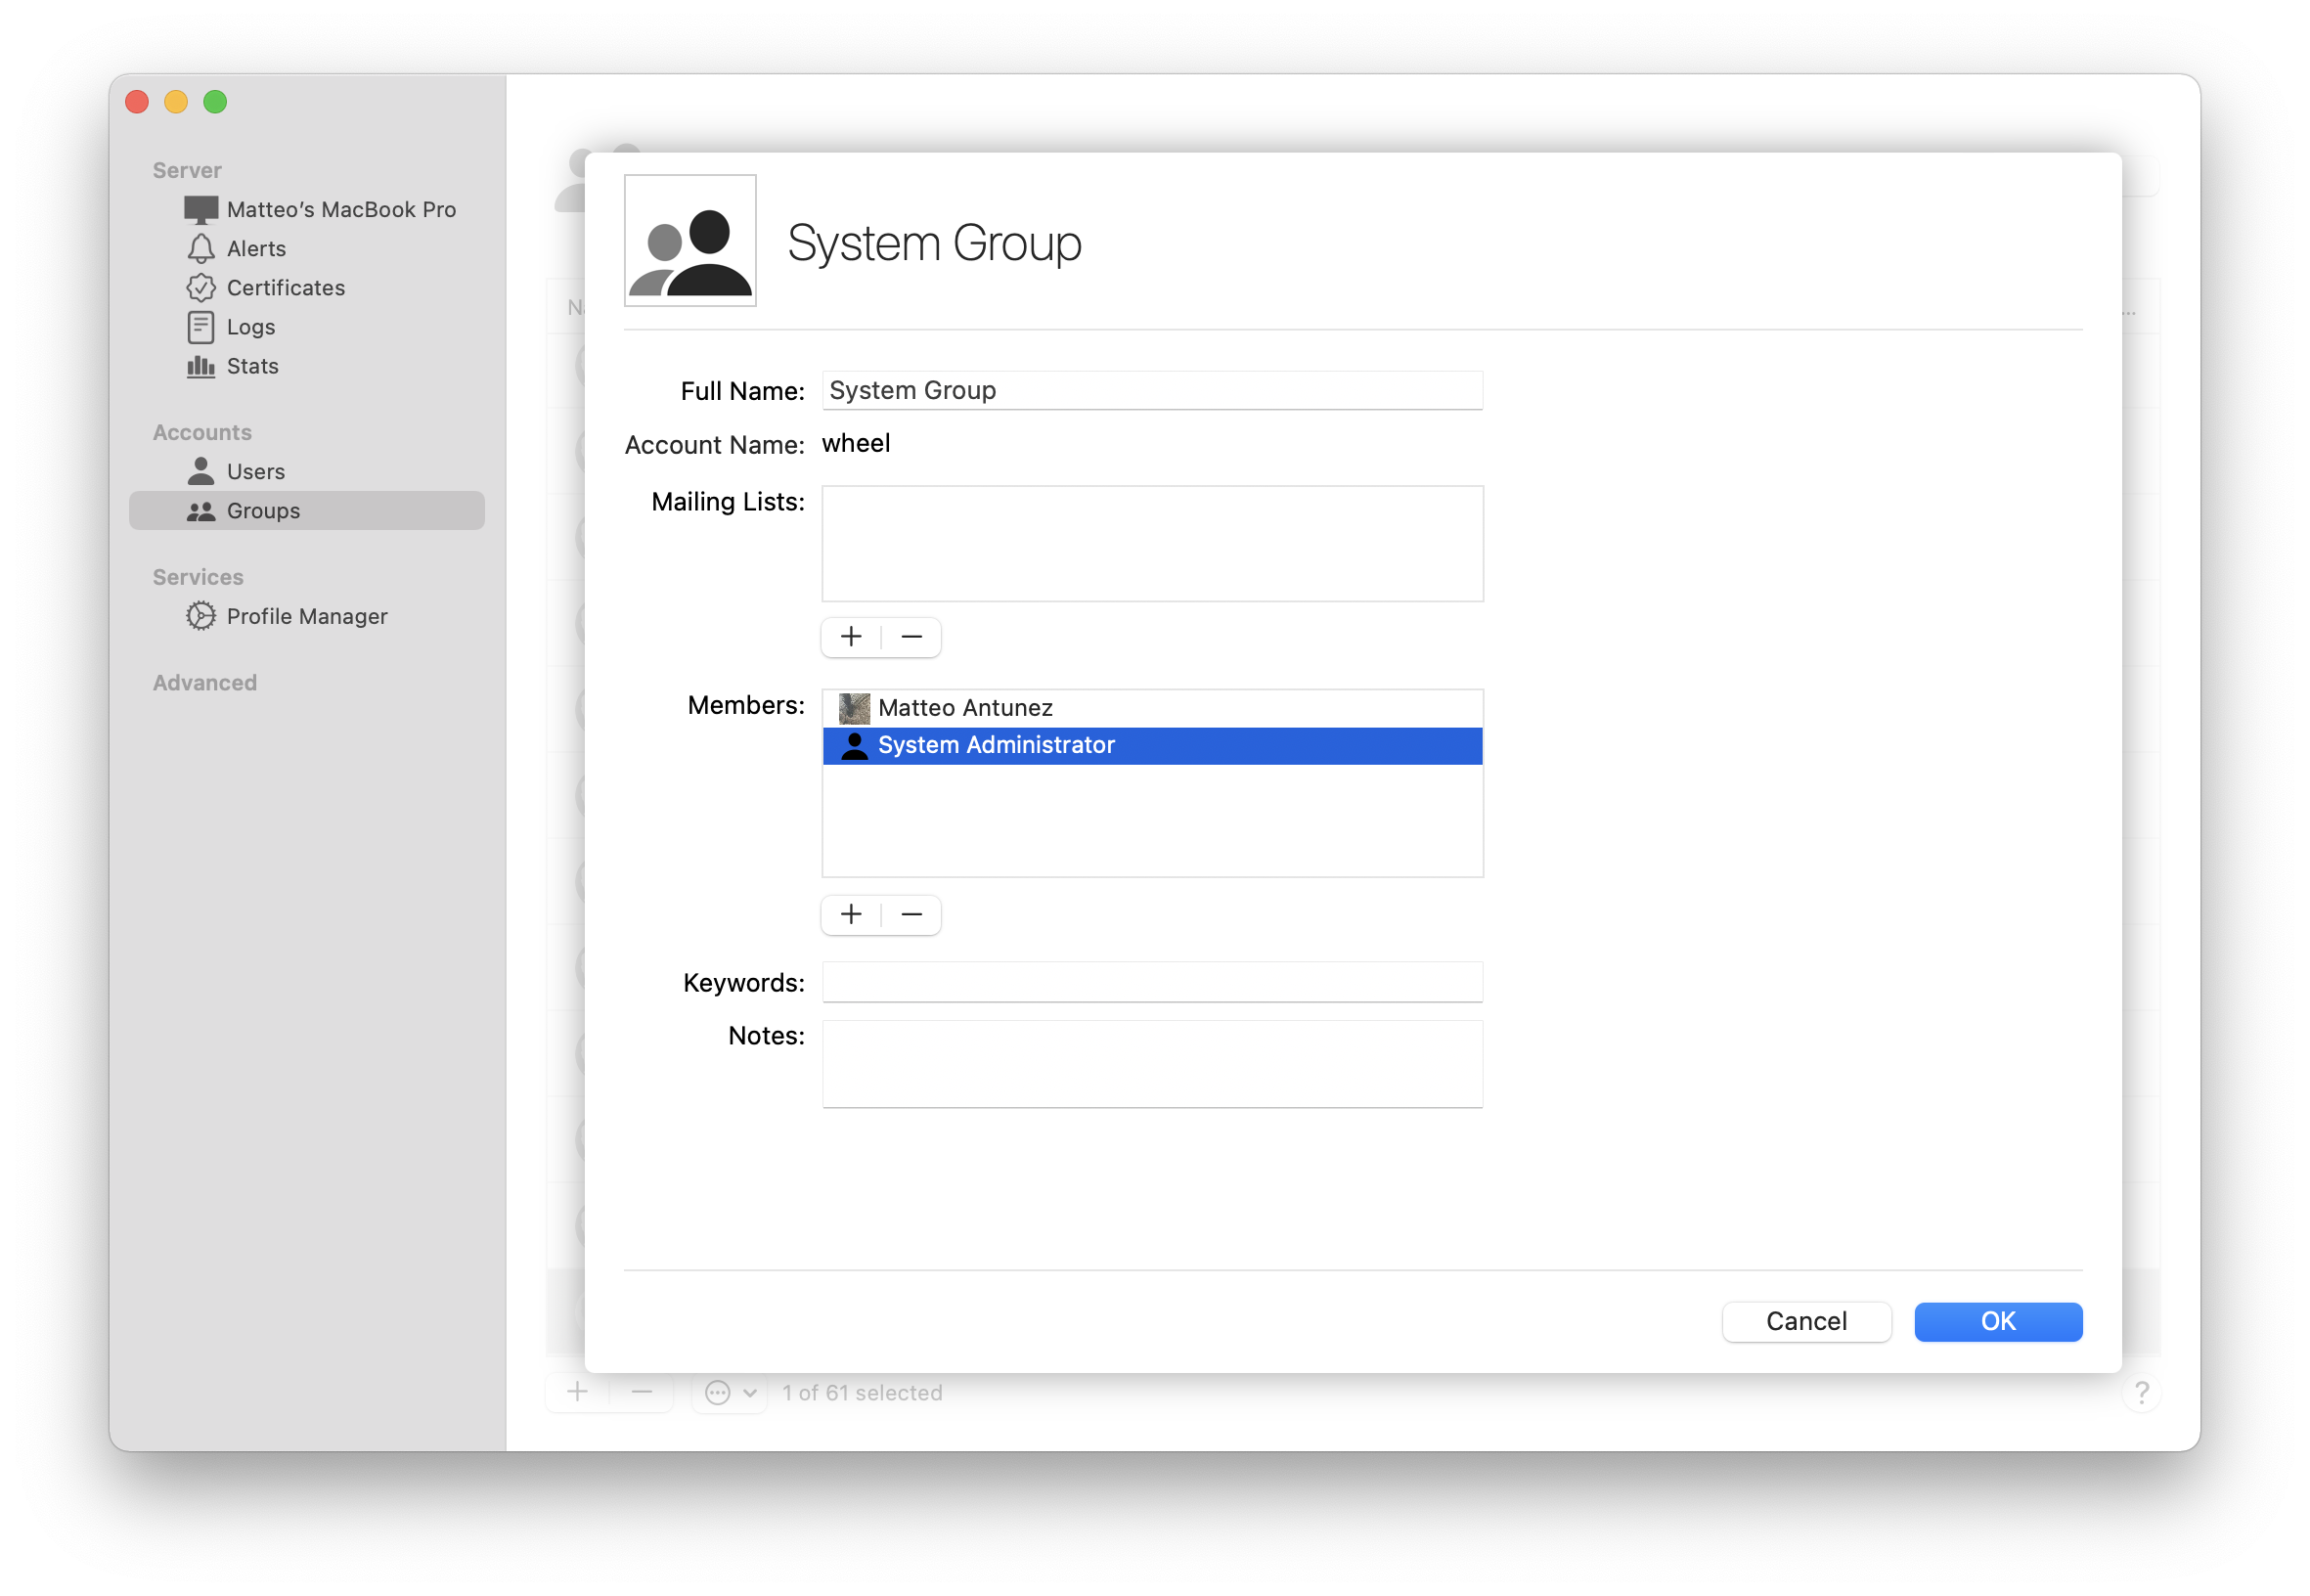 Server
Matteo’s MacBook Pro
Alerts
Certificates
Logs
Stats
Accounts
Users
Groups
Services
Profile Manager
Advanced
System Group
Full Name: System Group
Account Name: wheel
Mailing Lists:
Members: Matteo Antunez
System Administrator
Keywords:
Notes:
Cancel OK
1 of 61 selected
?